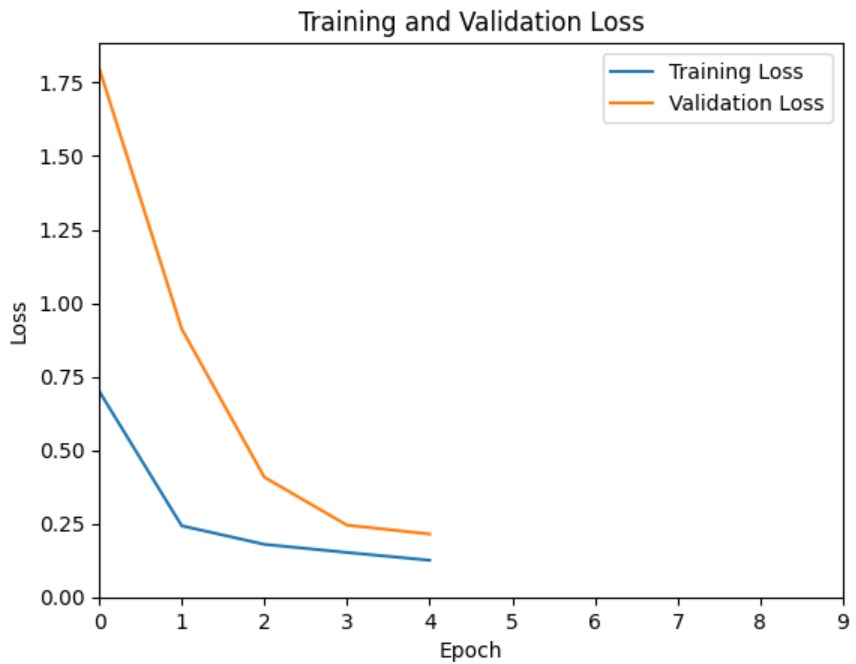 Training and Validation Loss
Training Loss
Validation Loss
1.75
1.50
1.25
1.00
0.75
0.50
0.25
0.00
Loss
0 1 2 3 4 5 6 7 8 9
Epoch